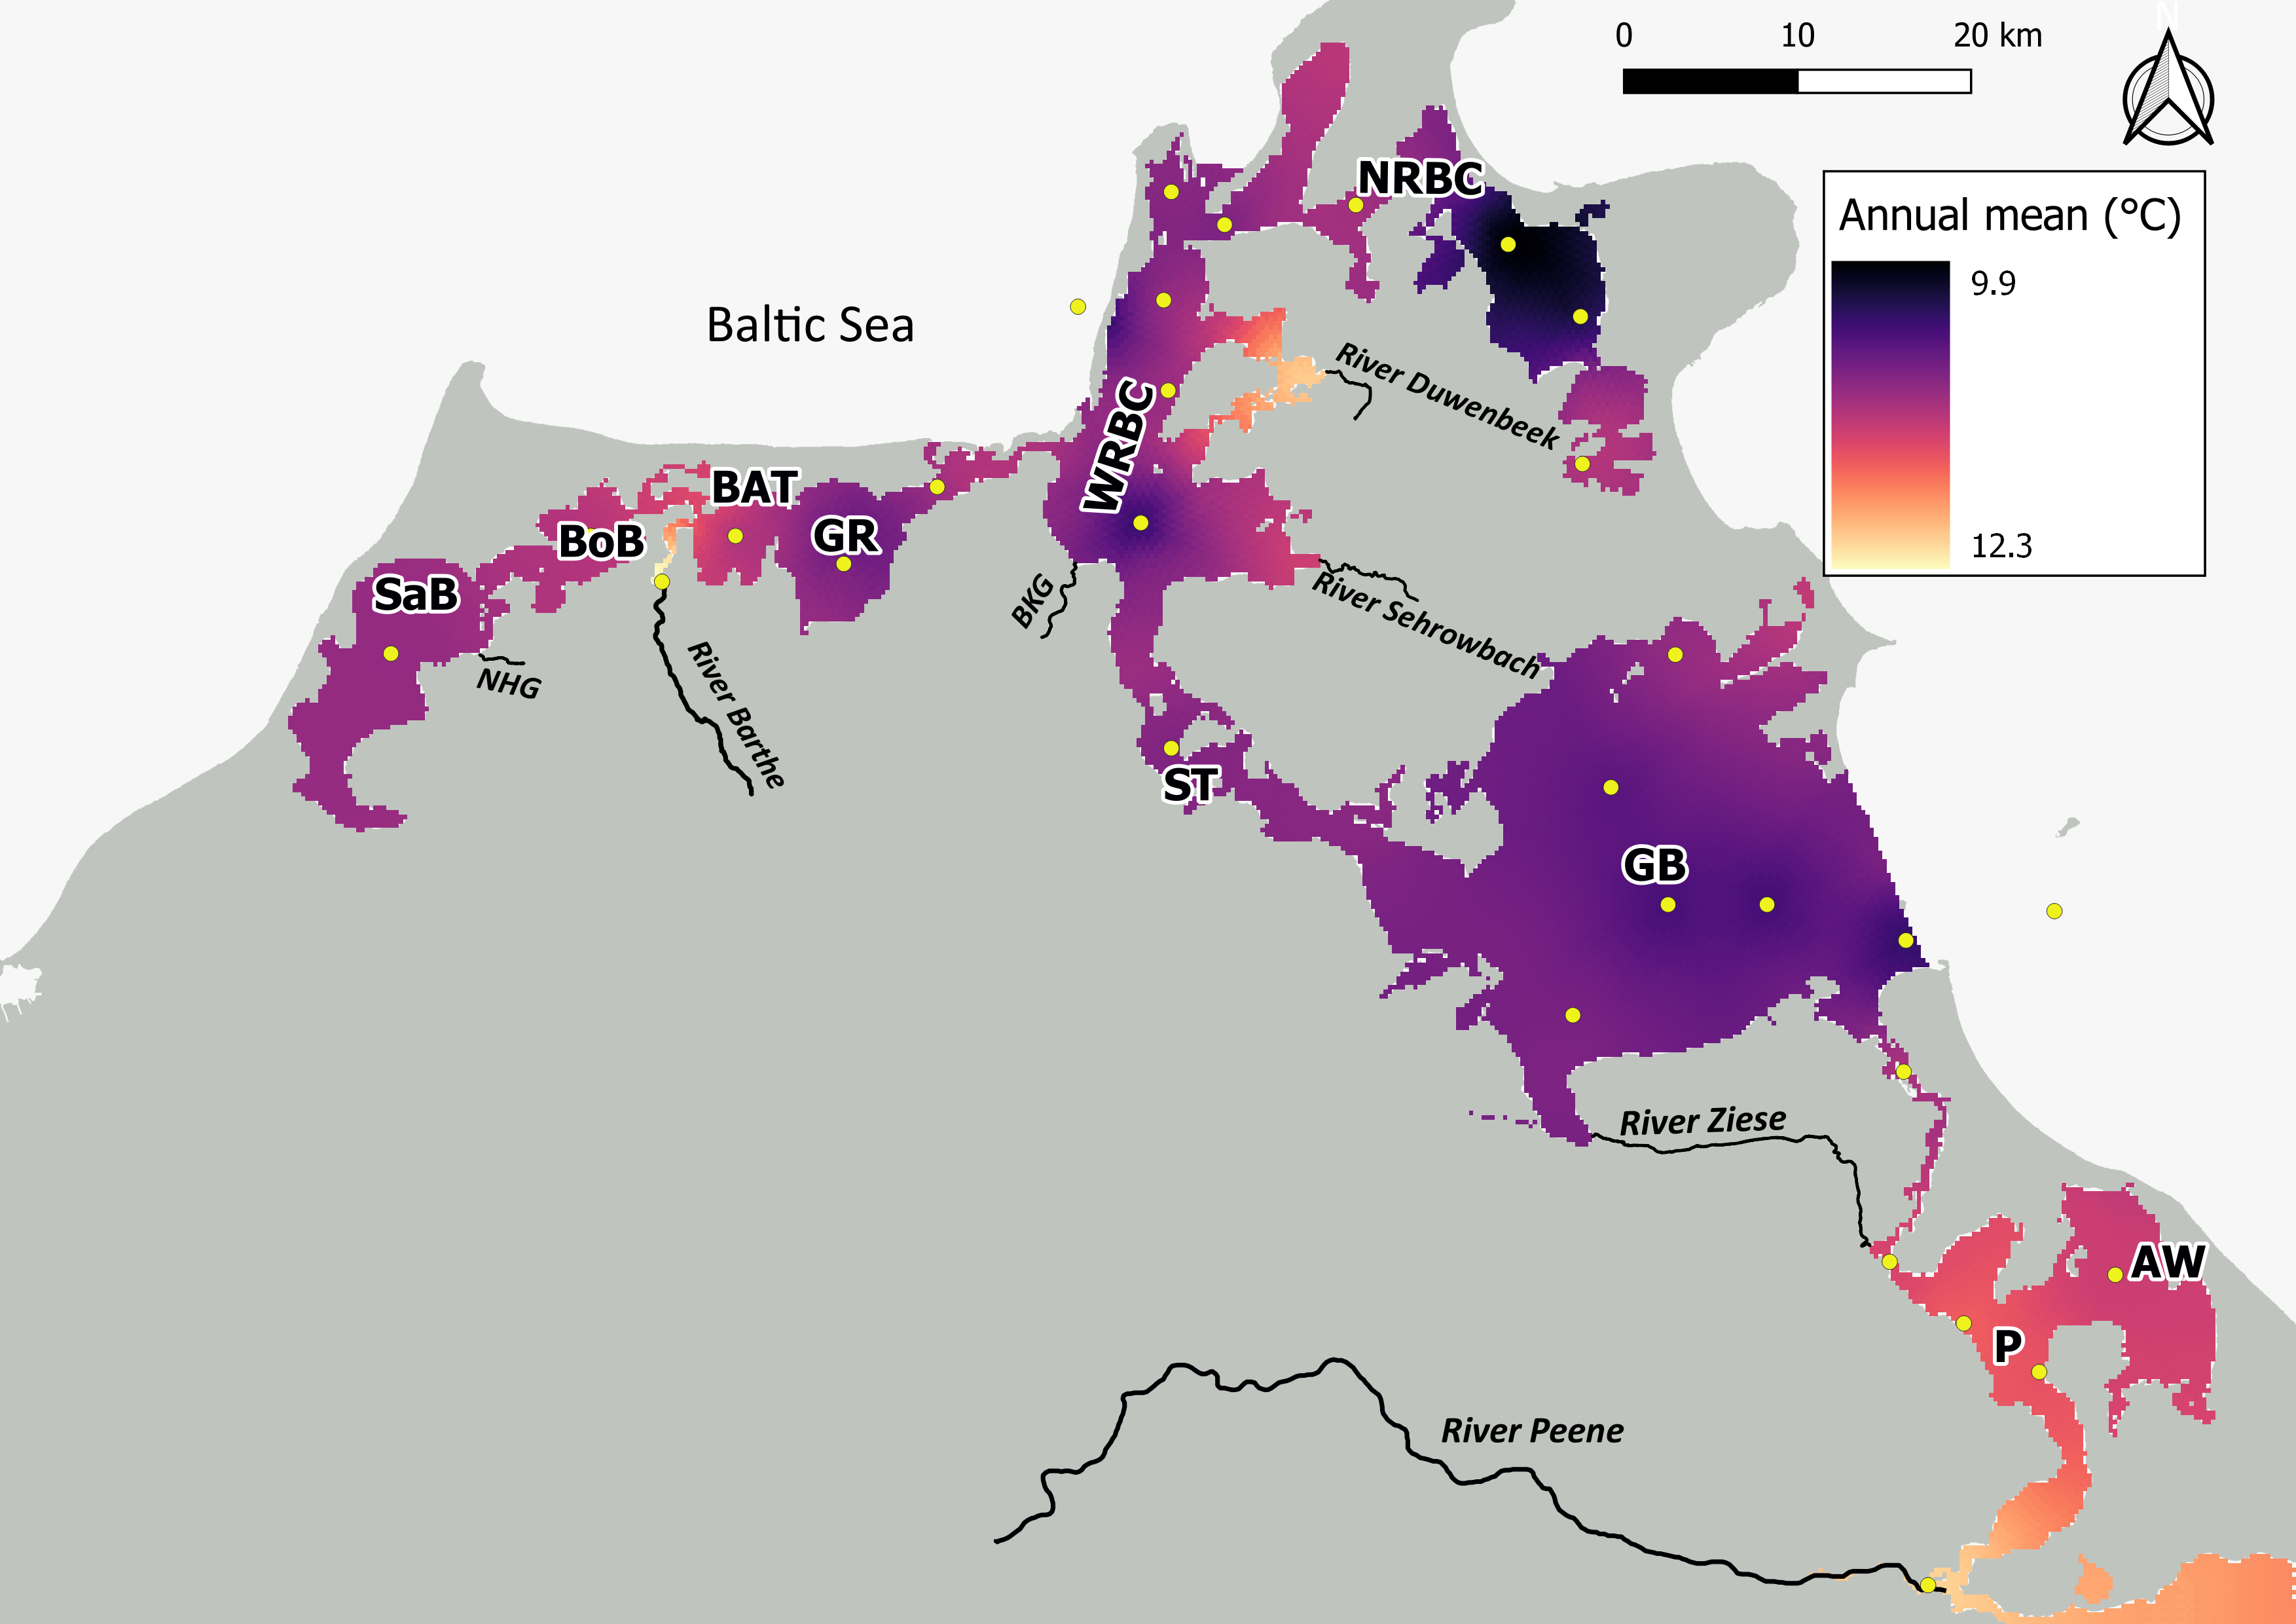 N
0 10 20 km
NRBC
Annual mean (°C)
9.9
12.3
Baltic Sea
River Duwenbeek
WRBC
BAT
GR
BoB
SaB
NHG
River Barthe
BKG
River Sehrowbach
ST
GB
River Ziese
AW
P
River Peene